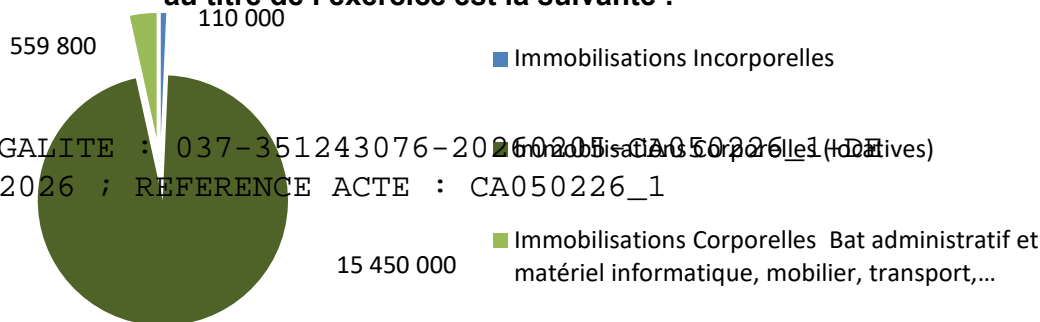 au titre de l'exercice est la suivante :
110 000
559 800
Immobilisations Incorporelles
GALITE : 037-351243076-20260205-CA050226_1-DE
Immobilisations Corporelles (locatives)
2026 ; REFERENCE ACTE : CA050226_1
Immobilisations Corporelles Bat administratif et
matériel informatique, mobilier, transport,...
15 450 000